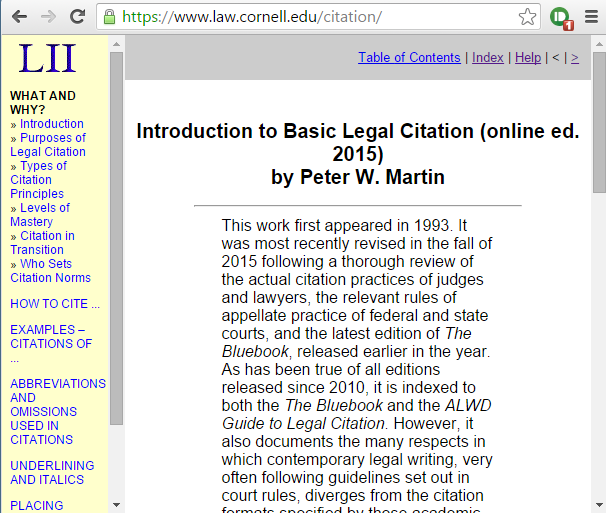 https://www.law.cornell.edu/citation/
1
LII
WHAT AND
WHY?
» Introduction
» Purposes of
Legal Citation
» Types of
Citation
Principles
» Levels of
Mastery
» Citation in
Transition
» Who Sets
Citation Norms
HOW TO CITE ...
EXAMPLES –
CITATIONS OF
...
ABBREVIATIONS
AND
OMISSIONS
USED IN
CITATIONS
UNDERLINING
AND ITALICS
PLACING
Table of Contents | Index | Help | < | >
Introduction to Basic Legal Citation (online ed.
2015)
by Peter W. Martin
This work first appeared in 1993. It
was most recently revised in the fall of
2015 following a thorough review of
the actual citation practices of judges
and lawyers, the relevant rules of
appellate practice of federal and state
courts, and the latest edition of The
Bluebook, released earlier in the year.
As has been true of all editions
released since 2010, it is indexed to
both the The Bluebook and the ALWD
Guide to Legal Citation. However, it
also documents the many respects in
which contemporary legal writing, very
often following guidelines set out in
court rules, diverges from the citation
formats specified by those academic